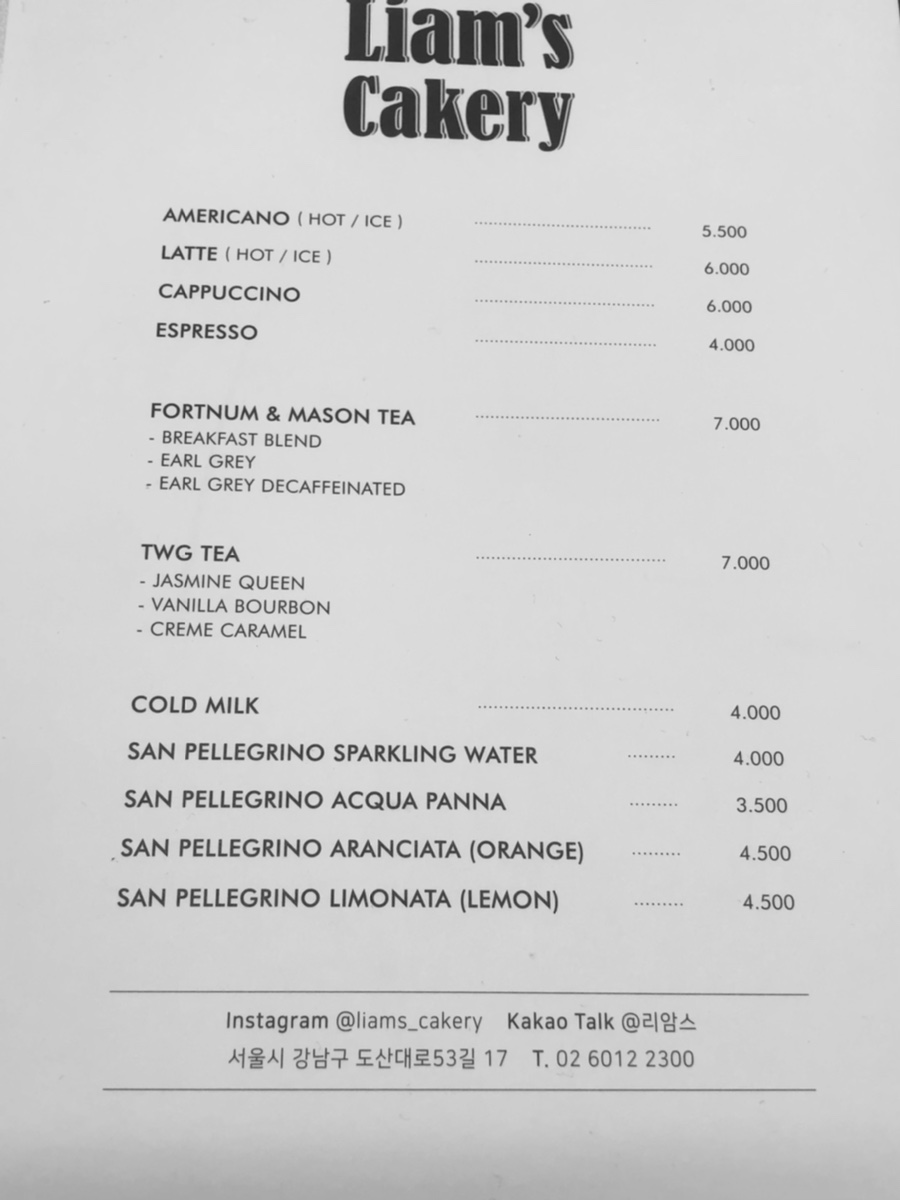 Liam's
Cakery
AMERICANO ( HOT / ICE ) 5.500
LATTE ( HOT / ICE ) 6.000
CAPPUCCINO 6.000
ESPRESSO 4.000
FORTNUM & MASON TEA 7.000
- BREAKFAST BLEND
- EARL GREY
- EARL GREY DECAFFEINATED
TWG TEA 7.000
- JASMINE QUEEN
- VANILLA BOURBON
- CREME CARAMEL
COLD MILK 4.000
SAN PELLEGRINO SPARKLING WATER 4.000
SAN PELLEGRINO ACQUA PANNA 3.500
SAN PELLEGRINO ARANCIATA (ORANGE) 4.500
SAN PELLEGRINO LIMONATA (LEMON) 4.500
Instagram @liams_cakery Kakao Talk @리암스
서울시 강남구 도산대로53길 17 T. 02 6012 2300